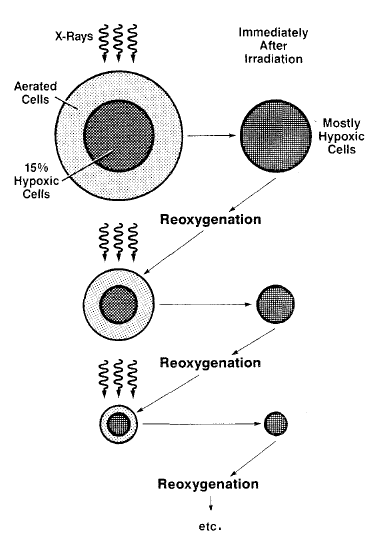 X-Rays
Immediately
After
Irradiation
Aerated
Cells
Mostly
Hypoxic
Cells
15%
Hypoxic
Cells
Reoxygenation
Reoxygenation
Reoxygenation
etc.